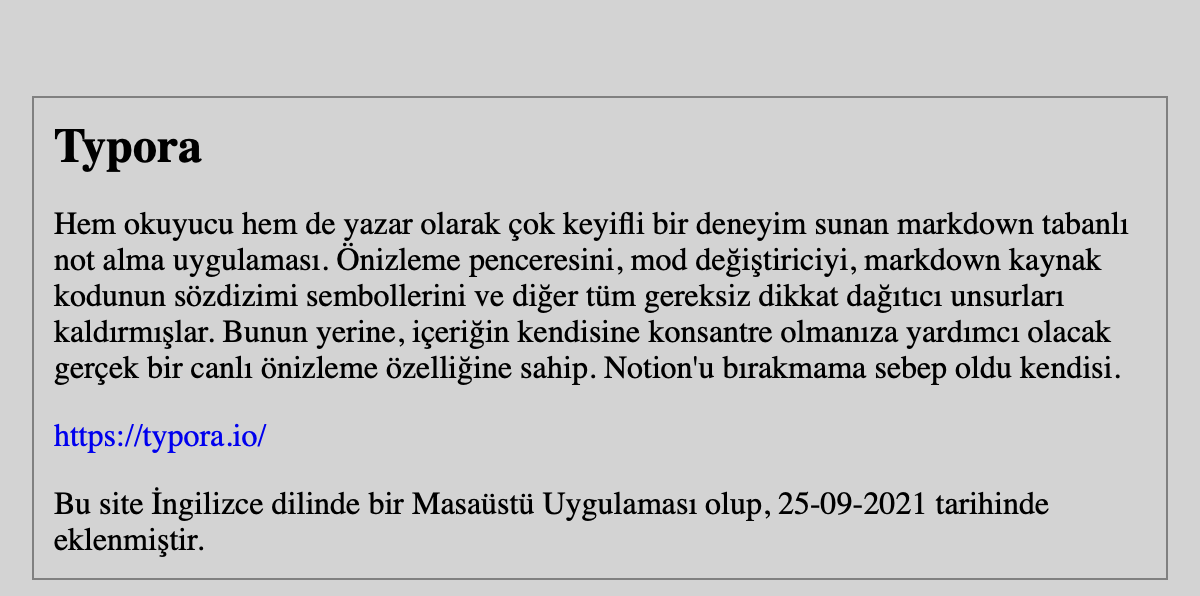 Typora
Hem okuyucu hem de yazar olarak çok keyifli bir deneyim sunan markdown tabanlı
not alma uygulaması. Önizleme penceresini, mod değiştiriciyi, markdown kaynak
kodunun sözdizimi sembollerini ve diğer tüm gereksiz dikkat dağıtıcı unsurları
kaldırmışlar. Bunun yerine, içeriğin kendisine konsantre olmanıza yardımcı olacak
gerçek bir canlı önizleme özelliğine sahip. Notion'u bırakmama sebep oldu kendisi.
https://typora.io/
Bu site İngilizce dilinde bir Masaüstü Uygulaması olup, 25-09-2021 tarihinde
eklenmiştir.